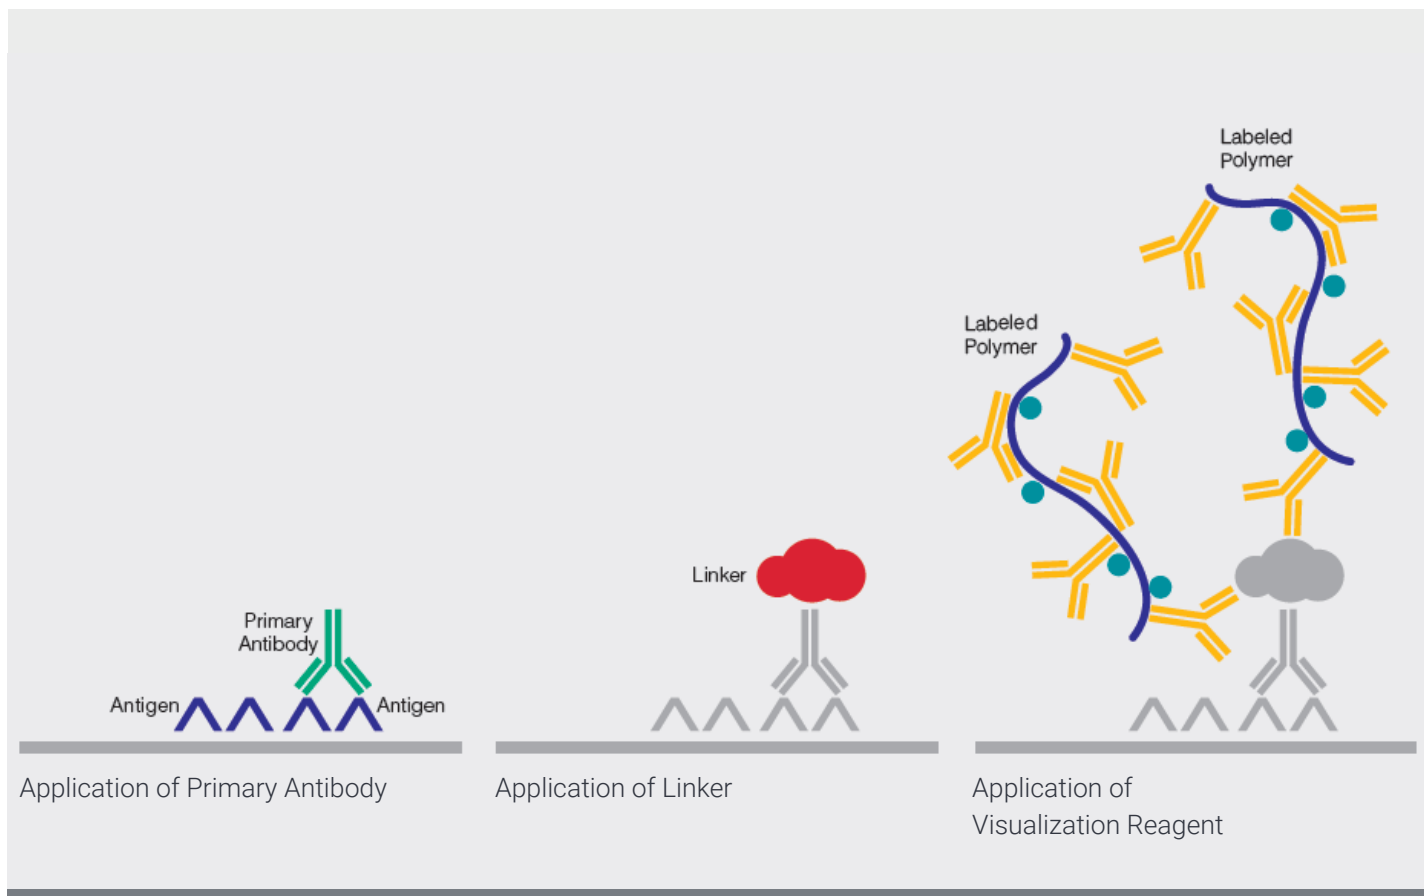 Primary
Antibody
Antigen
Antigen
Application of Primary Antibody
Linker
Application of Linker
Labeled
Polymer
Labeled
Polymer
Application of
Visualization Reagent